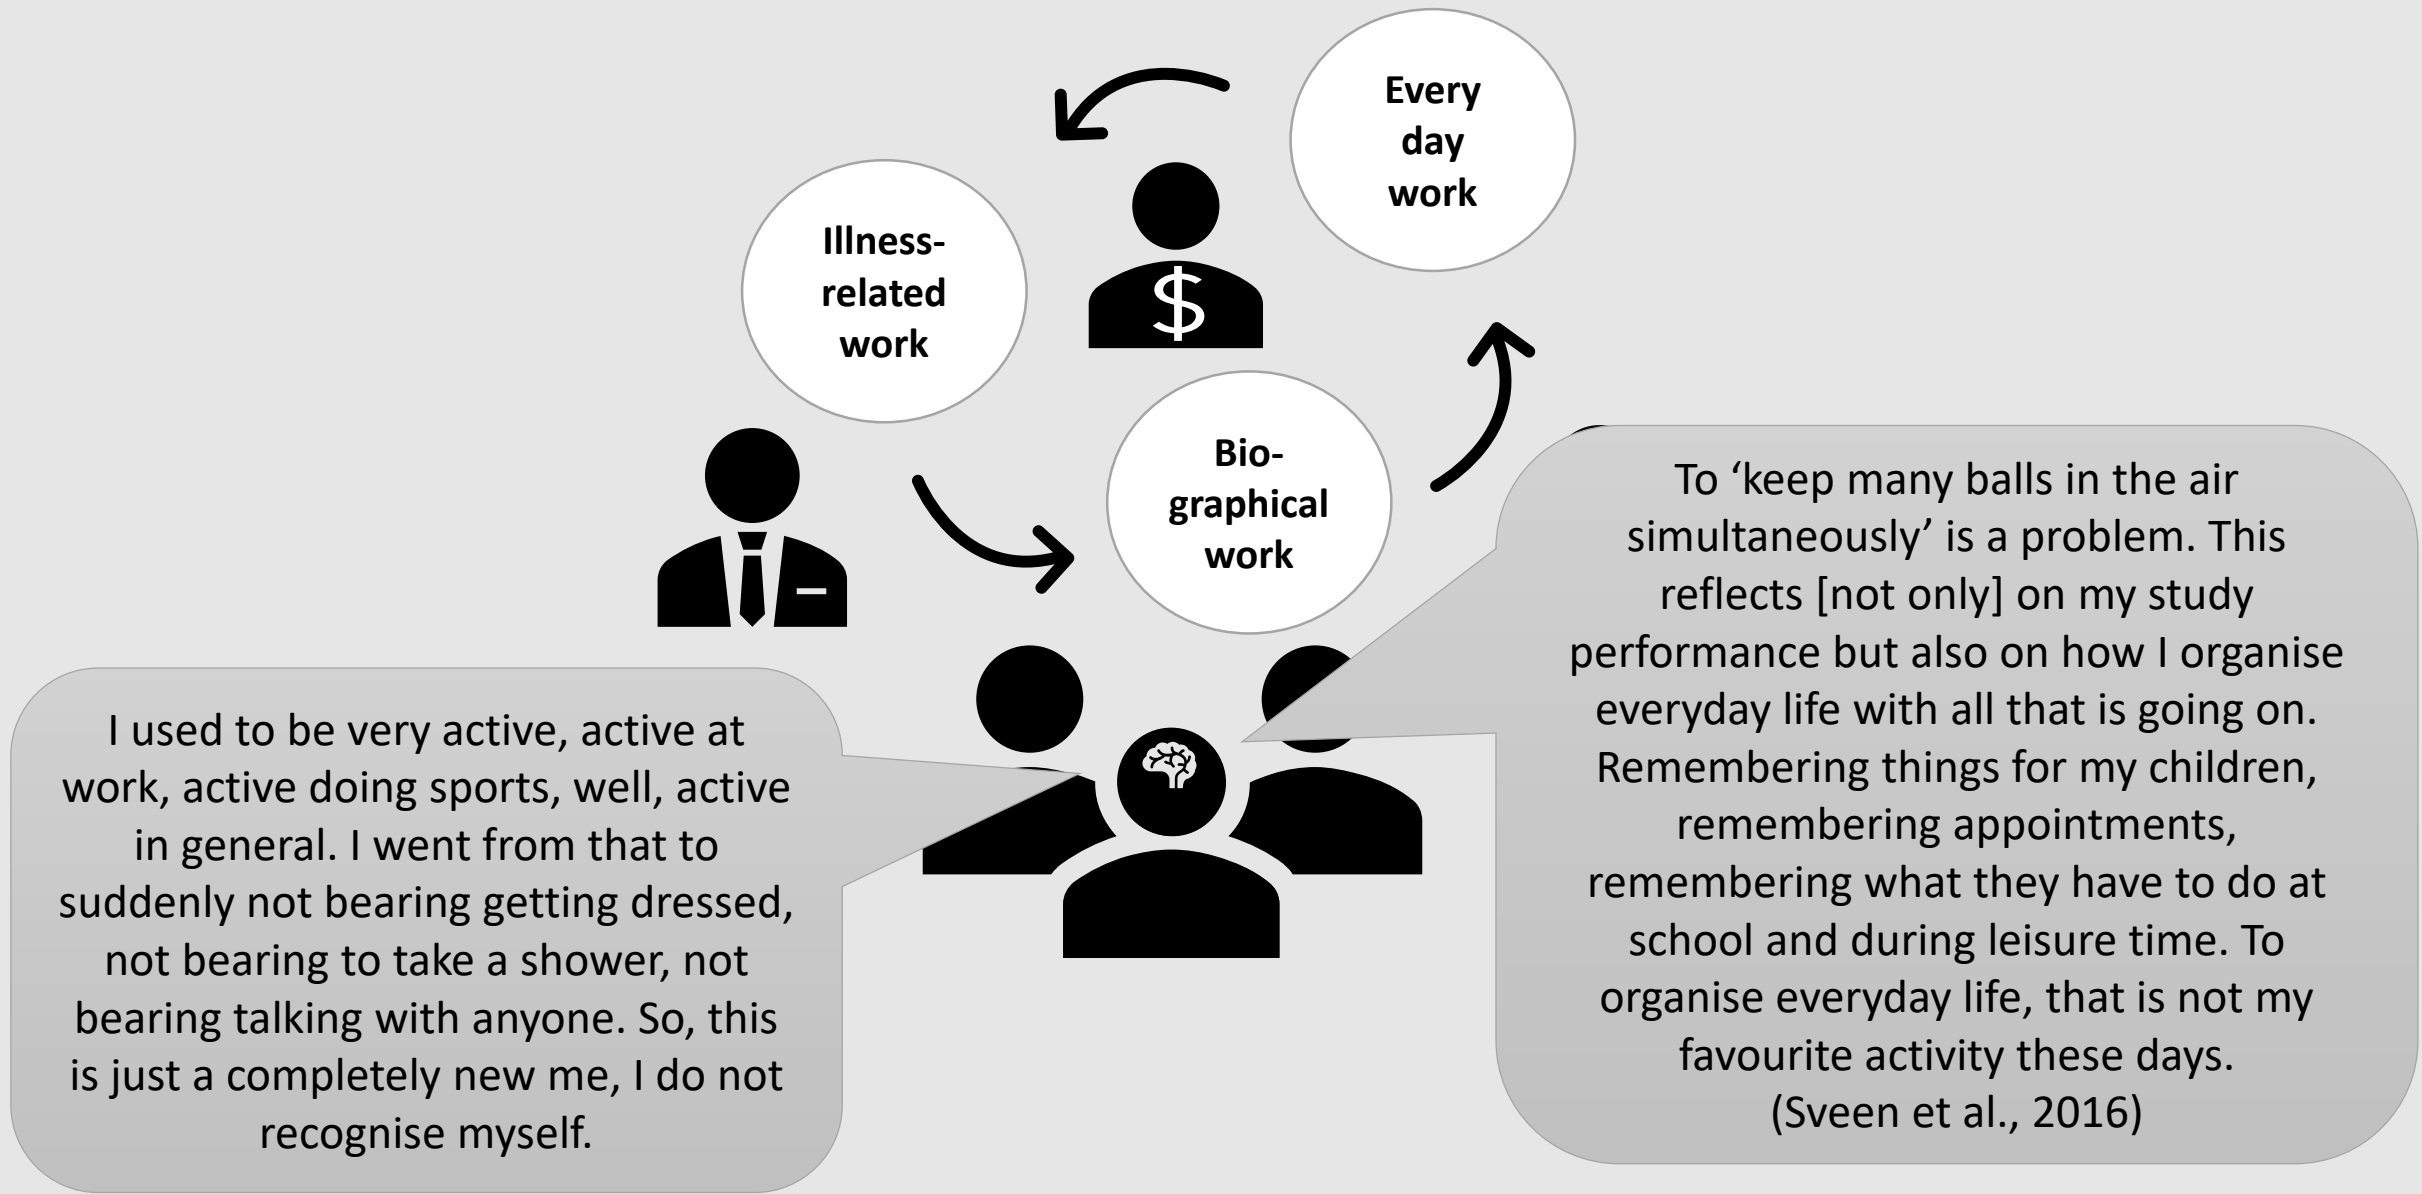 Every
day
work
Illness-
related
work
$
Bio-
graphical
work
To ‘keep many balls in the air
simultaneously’ is a problem. This
reflects [not only] on my study
performance but also on how I organise
everyday life with all that is going on.
Remembering things for my children,
remembering appointments,
remembering what they have to do at
school and during leisure time. To
organise everyday life, that is not my
favourite activity these days.
(Sveen et al., 2016)
I used to be very active, active at
work, active doing sports, well, active
in general. I went from that to
suddenly not bearing getting dressed,
not bearing to take a shower, not
bearing talking with anyone. So, this
is just a completely new me, I do not
recognise myself.